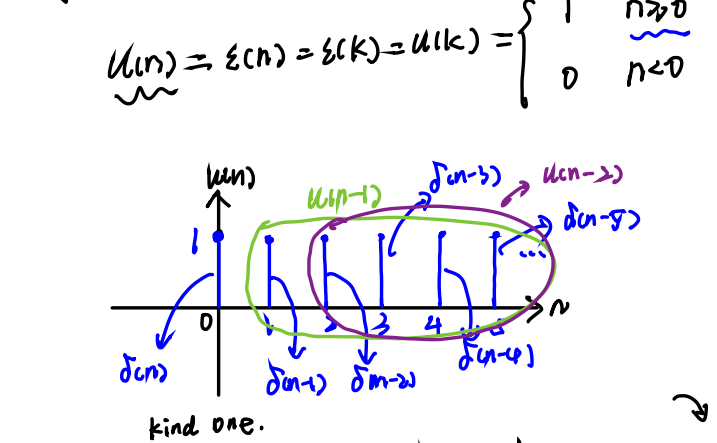 u(n) = ε(n) = ε(k) = u(k) = { 1 n≥0
0 n<0
u(n)
u(n-1)
δ(n-3)
u(n-2)
δ(n-5)
1
...
n
0 1 2 3 4 5
δ(n)
δ(n-1)
δ(n-2)
δ(n-4)
kind one.